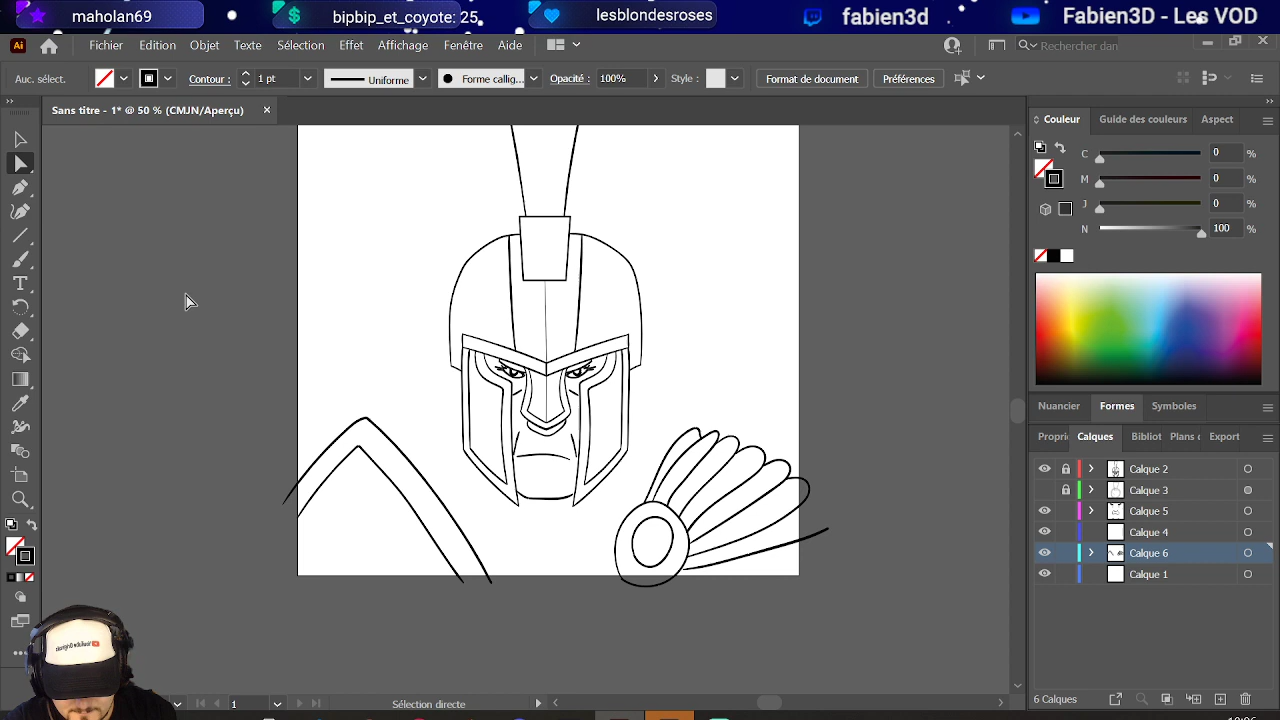 maholan69
bipbip_et_coyote: 25
lesblondesroses
fabien3d
Fabien3D - Les VOD
Ai
Fichier Edition Objet Texte Sélection Effet Affichage Fenêtre Aide
Rechercher dan
Auc. sélect.
Contour :
1 pt
Uniforme
Forme callig...
Opacité :
100%
Style :
Format de document
Préférences
Sans titre - 1* @ 50 % (CMJN/Aperçu)
Couleur Guide des couleurs Aspect
C 0 %
M 0 %
J 0 %
N 100 %
Nuancier Formes Symboles
Proprié Calques Bibliot Plans d Export
Calque 2
Calque 3
Calque 5
Calque 4
Calque 6
Calque 1
1
Sélection directe
6 Calques